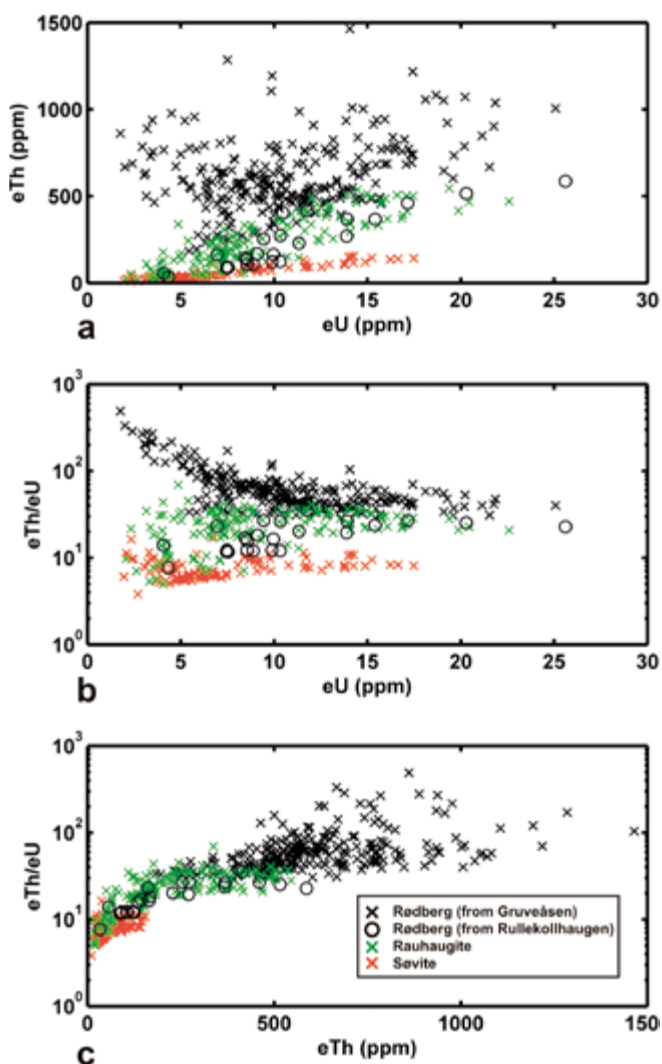 1500
1000
500
0
eTh (ppm)
0 5 10 15 20 25 30
eU (ppm)
a
10³
10²
10¹
10⁰
eTh/eU
0 5 10 15 20 25 30
eU (ppm)
b
10³
10²
10¹
10⁰
eTh/eU
Rødberg (from Gruveåsen)
Rødberg (from Rullekollhaugen)
Rauhaugite
Søvite
0 500 1000 150
eTh (ppm)
c